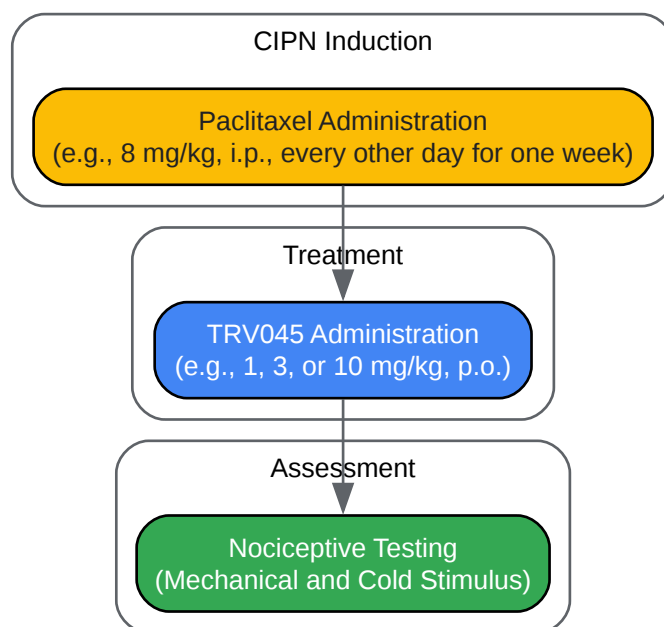 CIPN Induction
Paclitaxel Administration
(e.g., 8 mg/kg, i.p., every other day for one week)
Treatment
TRV045 Administration
(e.g., 1, 3, or 10 mg/kg, p.o.)
Assessment
Nociceptive Testing
(Mechanical and Cold Stimulus)